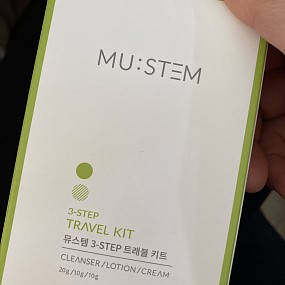 MU:STEM
3-STEP
TRAVEL KIT
뮤스템 3-STEP 트래블 키트
CLEANSER/LOTION/CREAM
20g/10g/10g